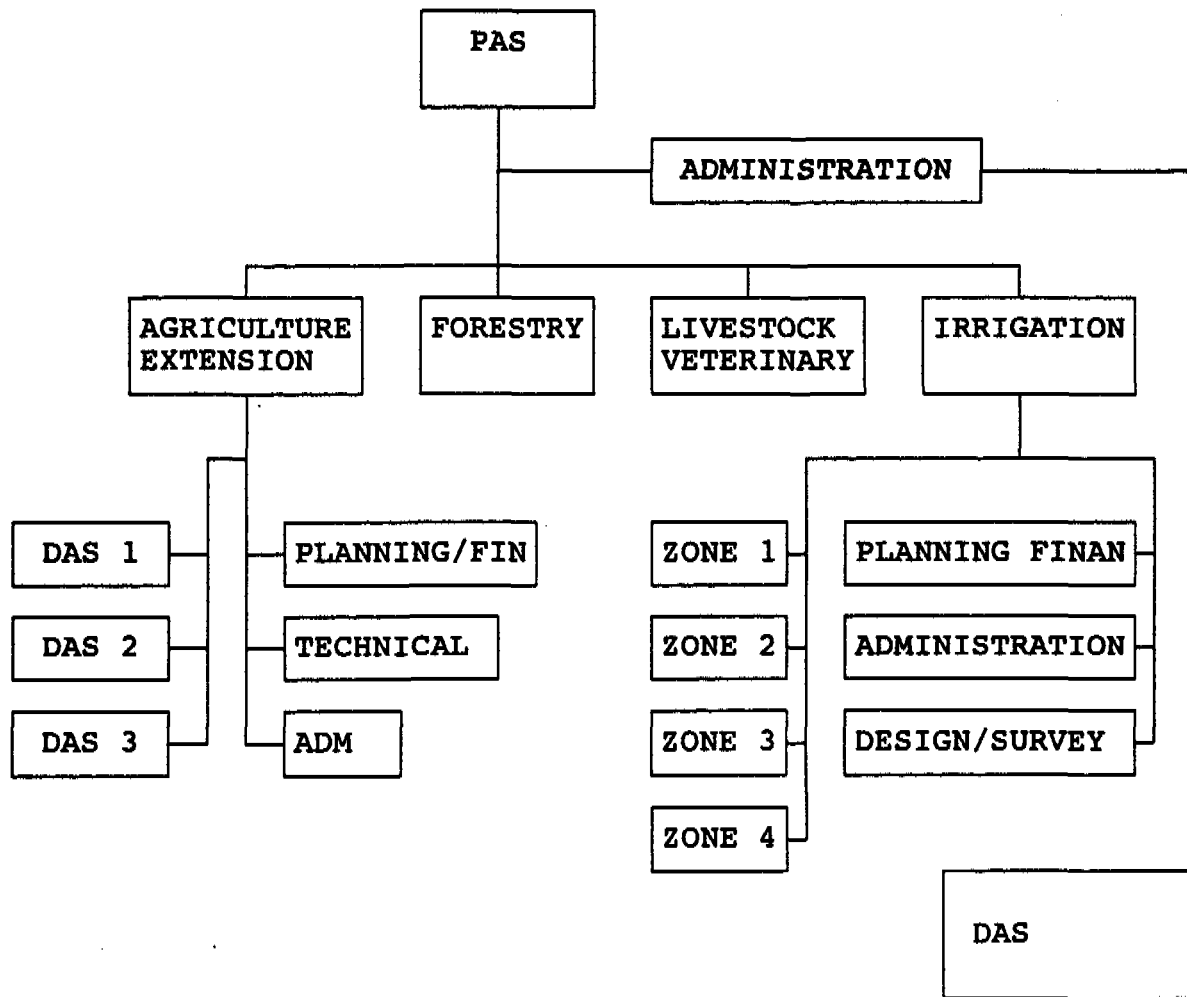 PAS
ADMINISTRATION
AGRICULTURE
EXTENSION
FORESTRY
LIVESTOCK
VETERINARY
IRRIGATION
DAS 1
PLANNING/FIN
ZONE 1
PLANNING FINAN
DAS 2
TECHNICAL
ZONE 2
ADMINISTRATION
DAS 3
ADM
ZONE 3
DESIGN/SURVEY
ZONE 4
DAS